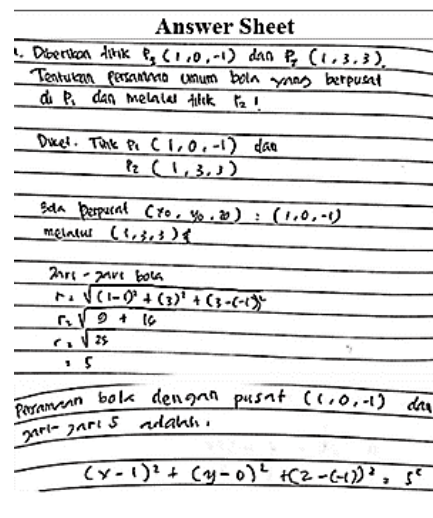 Answer Sheet
1. Diberikan titik P₁ (1,0,-1) dan P₂ (1,3,3).
Tentukan persamaan umum bola yang berpusat
di P₁ dan melalui titik P₂ !
Diket. Titik P₁ (1,0,-1) dan
P₂ (1,3,3)
Bola berpusat (x₀, y₀, z₀) : (1,0,-1)
melalui (1,3,3)
Jari-jari bola
r = √(1-1)² + (3)² + (3-(-1))²
r = √9 + 16
r = √25
= 5
Persamaan bola dengan pusat (1,0,-1) dan
jari-jari 5 adalah.
(x-1)² + (y-0)² + (z-(-1))² = 5²